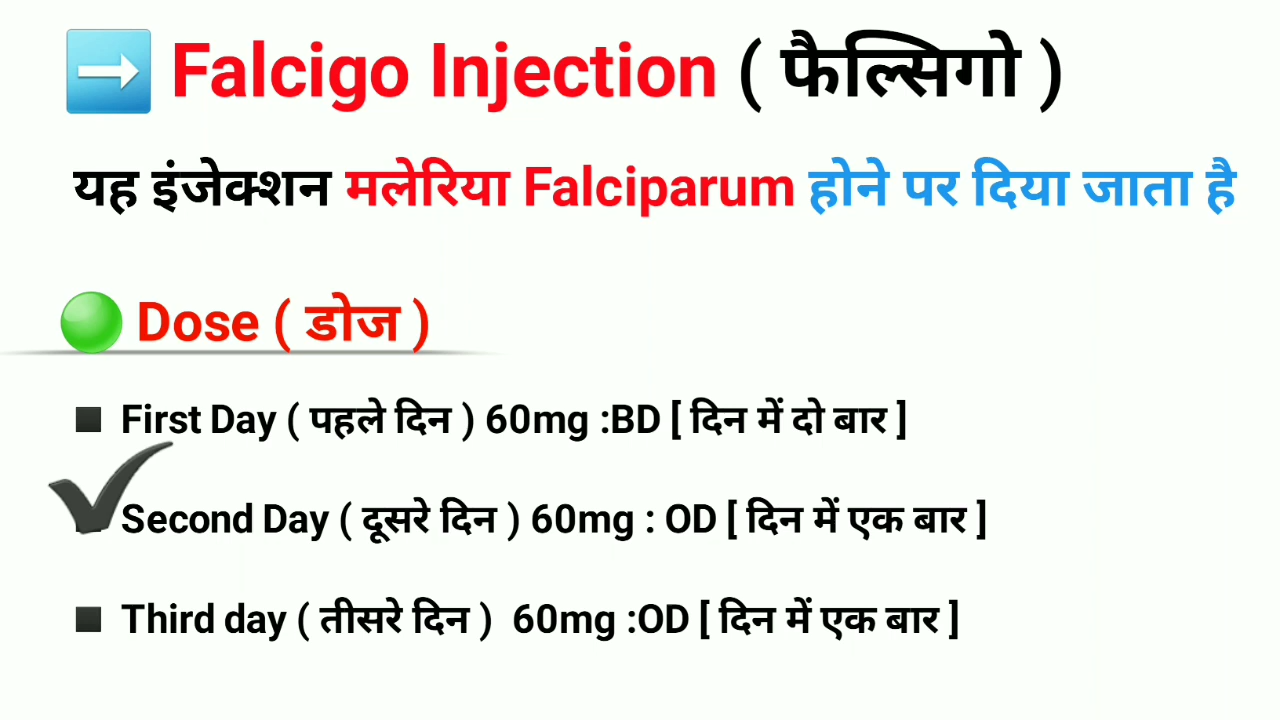 Falcigo Injection ( फैल्सिगो )
यह इंजेक्शन मलेरिया Falciparum होने पर दिया जाता है
Dose ( डोज )
First Day ( पहले दिन ) 60mg :BD [ दिन में दो बार ]
Second Day ( दूसरे दिन ) 60mg : OD [ दिन में एक बार ]
Third day ( तीसरे दिन ) 60mg :OD [ दिन में एक बार ]